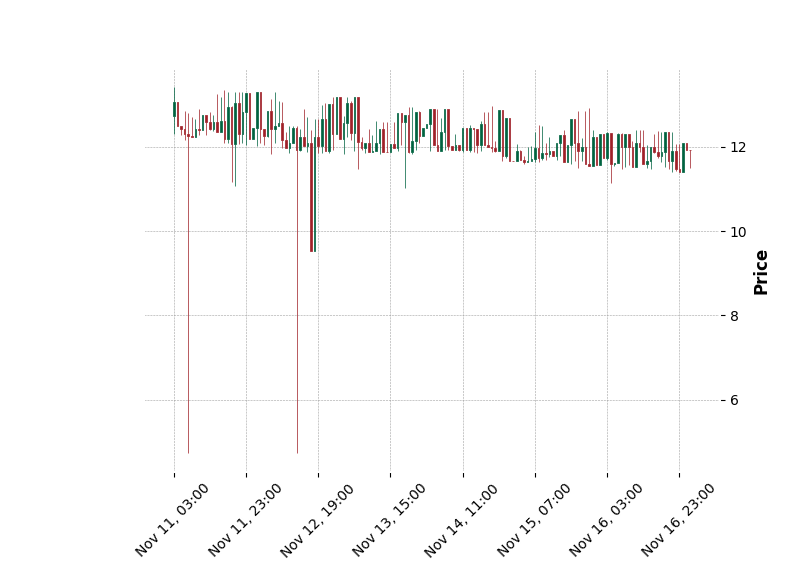 12
10
8
6
Price
Nov 11, 03:00
Nov 11, 23:00
Nov 12, 19:00
Nov 13, 15:00
Nov 14, 11:00
Nov 15, 07:00
Nov 16, 03:00
Nov 16, 23:00